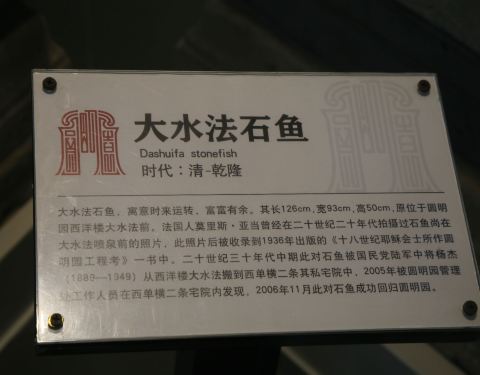 大水法石鱼
Dashuifa stonefish
时代：清-乾隆
大水法石鱼，寓意时来运转，富富有余。其长126cm,宽93cm,高50cm,原位于圆明
园西洋楼大水法前。法国人莫里斯·亚当曾经在二十世纪二十年代拍摄过石鱼尚在
大水法喷泉前的照片，此照片后被收录到1936年出版的《十八世纪耶稣会士所作圆
明园工程考》一书中。二十世纪三十年代中期此对石鱼被国民党陆军中将杨杰
（1889—1949）从西洋楼大水法搬到西单横二条其私宅院中，2005年被圆明园管理
处工作人员在西单横二条宅院内发现，2006年11月此对石鱼成功回归圆明园。